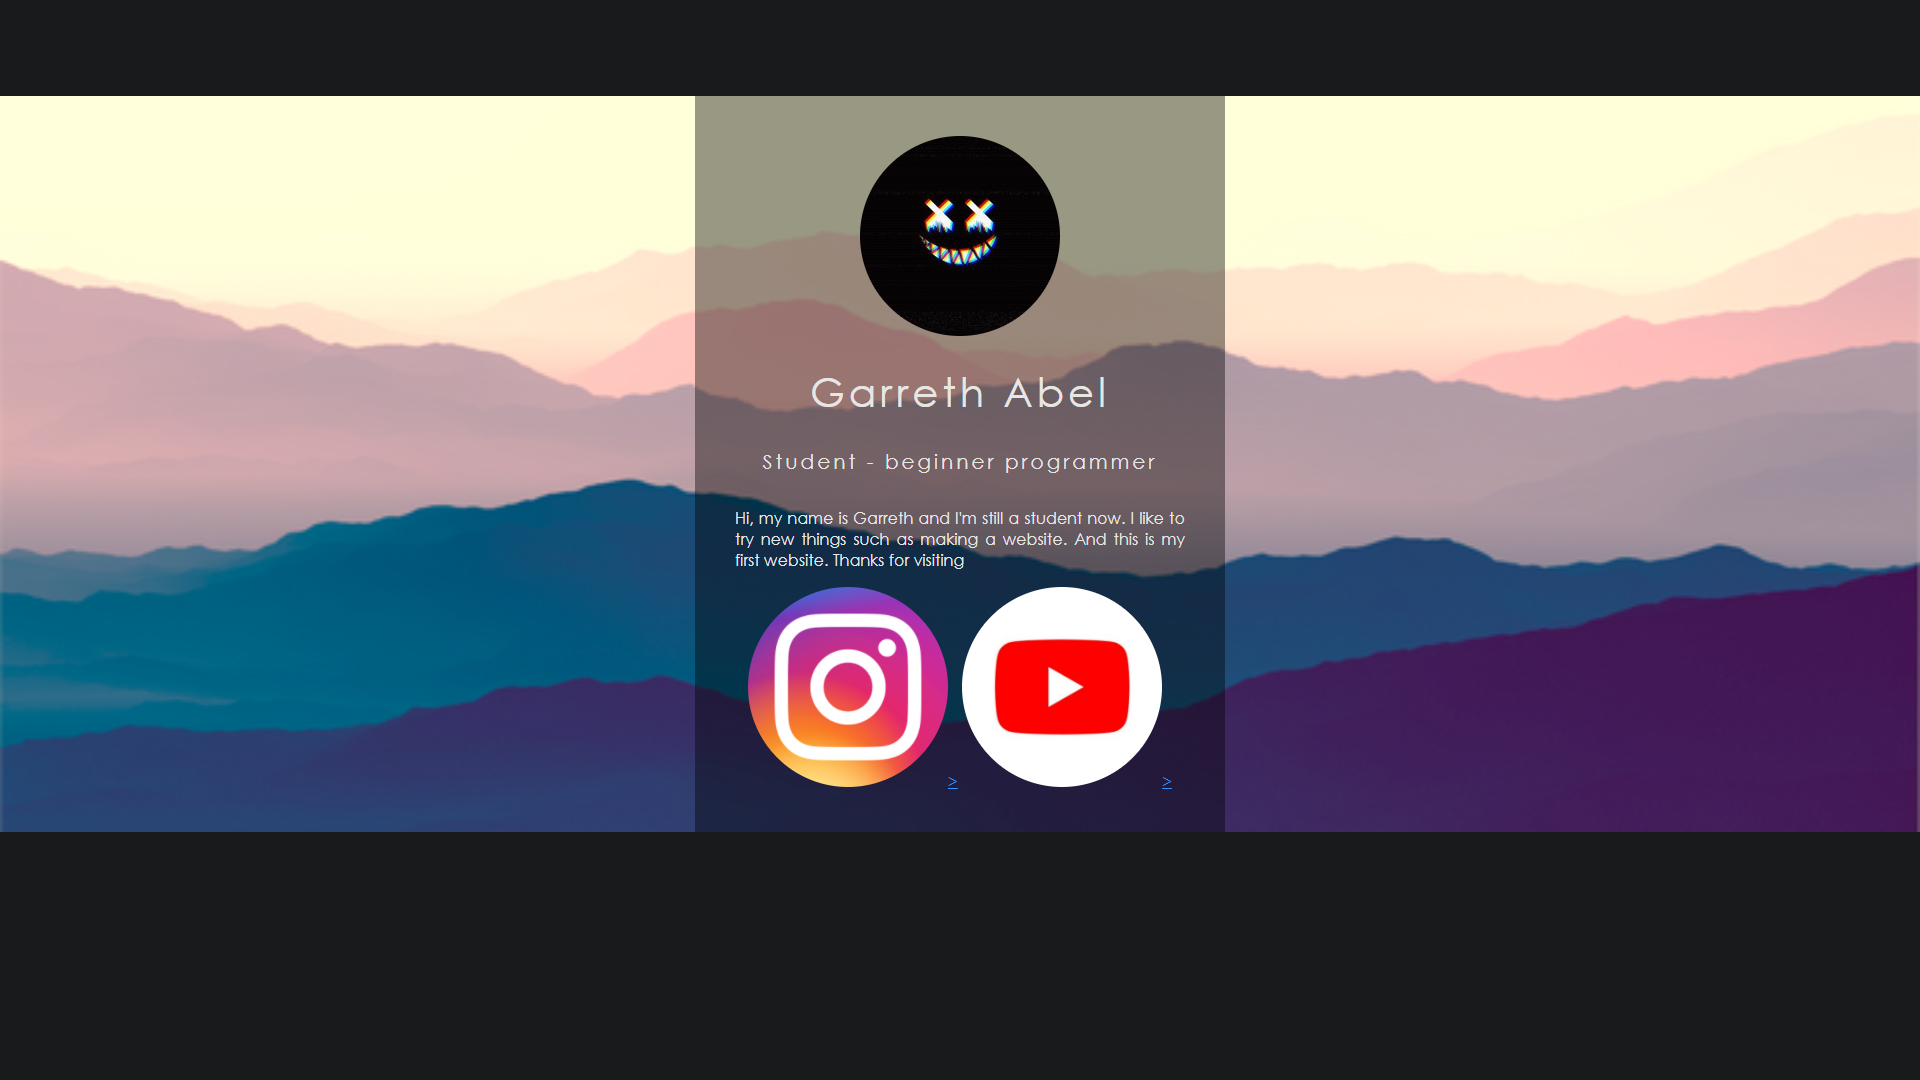 Garreth Abel
Student - beginner programmer
Hi, my name is Garreth and I'm still a student now. I like to
try new things such as making a website. And this is my
first website. Thanks for visiting
> >